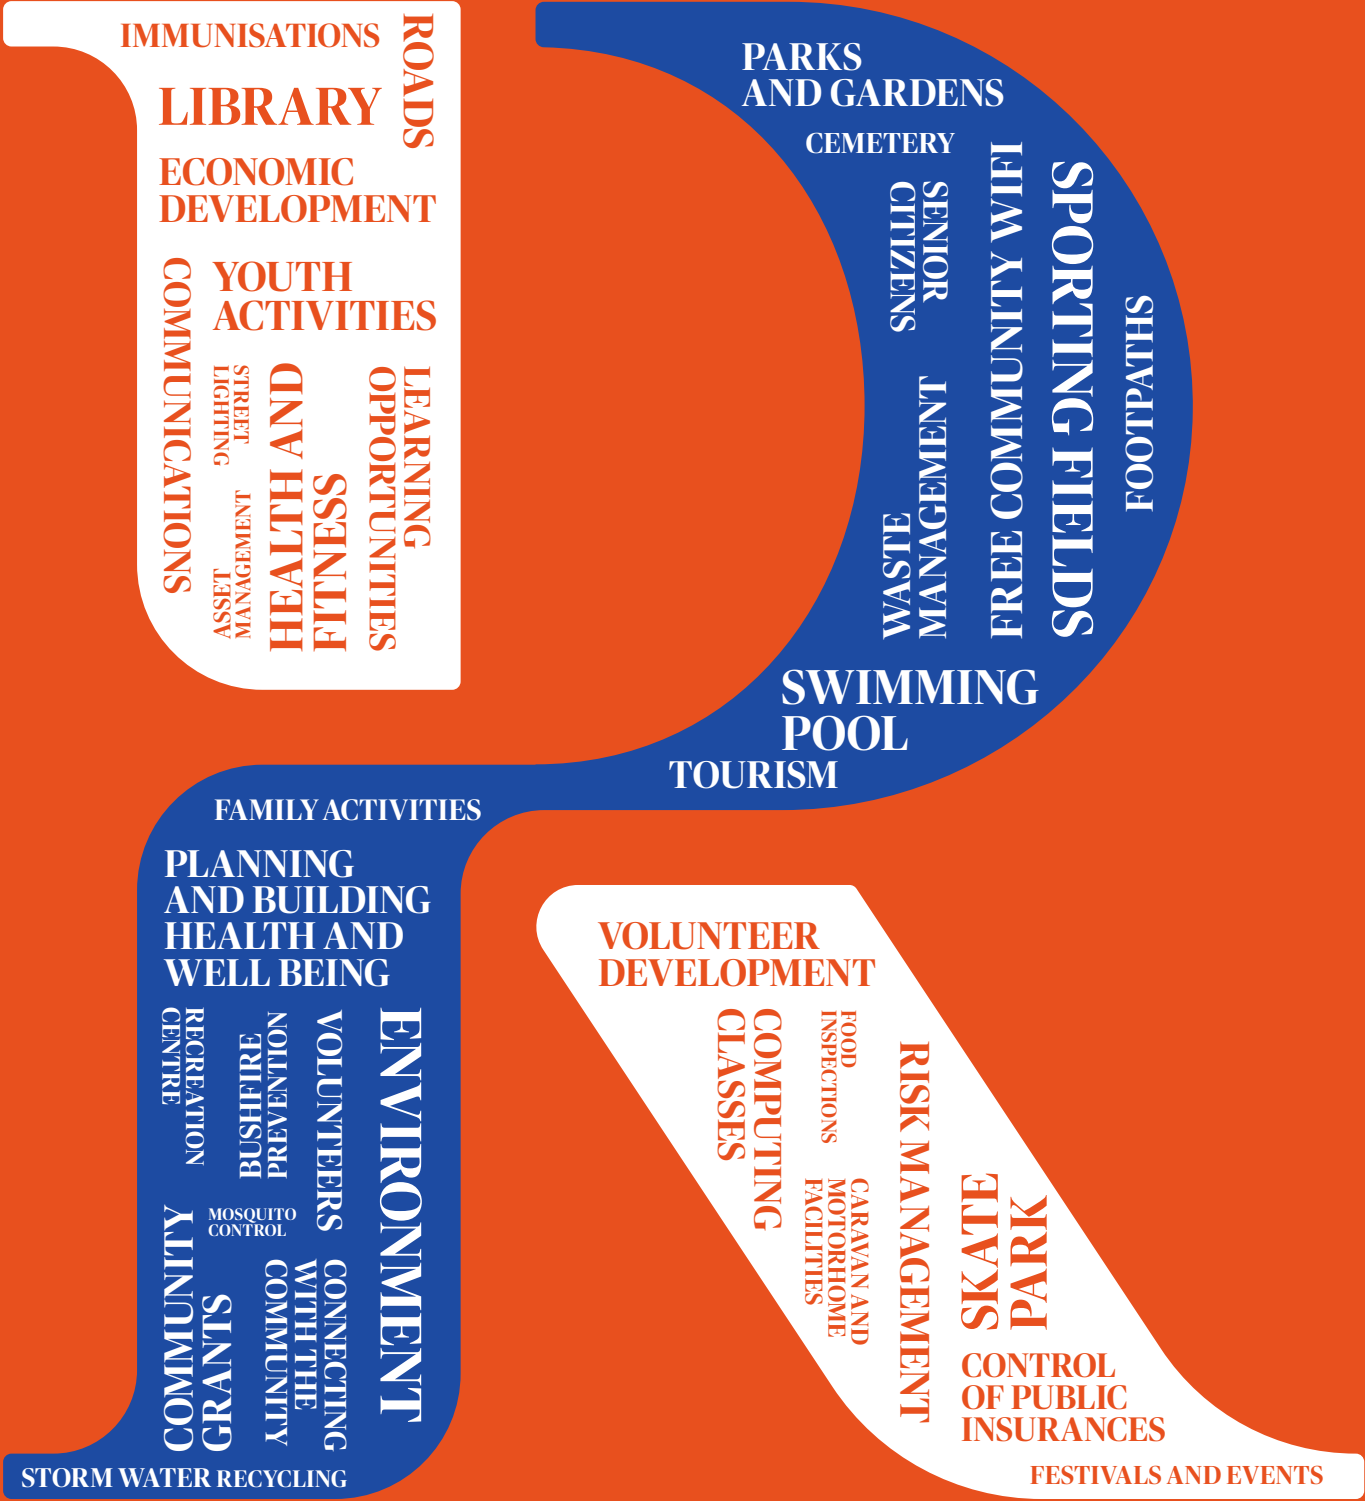 IMMUNISATIONS
ROADS
LIBRARY
ECONOMIC
DEVELOPMENT
COMMUNICATIONS
YOUTH
ACTIVITIES
STREET
LIGHTING
ASSET
MANAGEMENT
HEALTH AND
FITNESS
LEARNING
OPPORTUNITIES
PARKS
AND GARDENS
CEMETERY
SENIOR
CITIZENS
WASTE
MANAGEMENT
FREE COMMUNITY WIFI
SPORTING FIELDS
FOOTPATHS
SWIMMING
POOL
TOURISM
FAMILY ACTIVITIES
PLANNING
AND BUILDING
HEALTH AND
WELL BEING
RECREATION
CENTRE
BUSHFIRE
PREVENTION
VOLUNTEERS
ENVIRONMENT
MOSQUITO
CONTROL
COMMUNITY
GRANTS
CONNECTING
WITH THE
COMMUNITY
STORM WATER RECYCLING
VOLUNTEER
DEVELOPMENT
COMPUTING
CLASSES
FOOD
INSPECTIONS
CARAVAN AND
MOTORHOME
FACILITIES
RISK MANAGEMENT
SKATE
PARK
CONTROL
OF PUBLIC
INSURANCES
FESTIVALS AND EVENTS